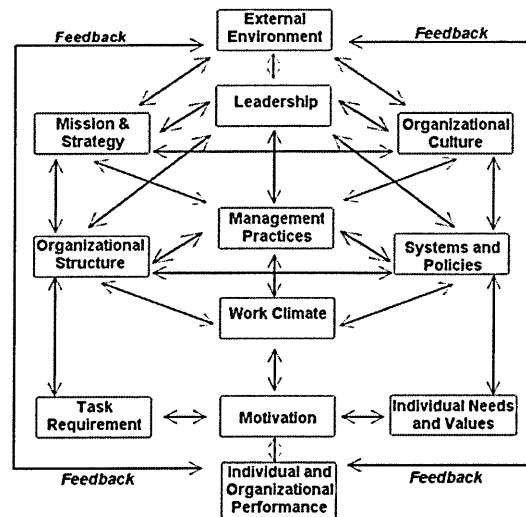 External
Environment
Feedback
Feedback
Leadership
Mission &
Strategy
Organizational
Culture
Management
Practices
Organizational
Structure
Systems and
Policies
Work Climate
Task
Requirement
Motivation
Individual Needs
and Values
Feedback
Individual and
Organizational
Performance
Feedback